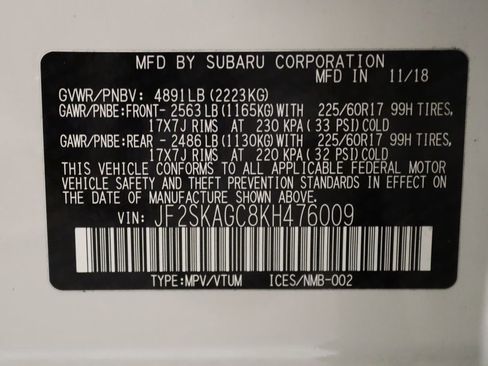 MFD BY SUBARU CORPORATION
MFD IN 11/18
GVWR/PNBV: 4891LB (2223KG)
GAWR/PNBE:FRONT- 2563LB (1165KG)WITH 225/60R17 99H TIRES,
17X7J RIMS AT 230 KPA (33 PSI)COLD
GAWR/PNBE:REAR - 2486LB (1130KG)WITH 225/60R17 99H TIRES,
17X7J RIMS AT 220 KPA (32 PSI)COLD
THIS VEHICLE CONFORMS TO ALL APPLICABLE FEDERAL MOTOR
VEHICLE SAFETY AND THEFT PREVENTION STANDARDS IN EFFECT ON
THE DATE OF MANUFACTURE SHOWN ABOVE.
VIN: JF2SKAGC8KH476009
TYPE:MPV/VTUM ICES/NMB-002